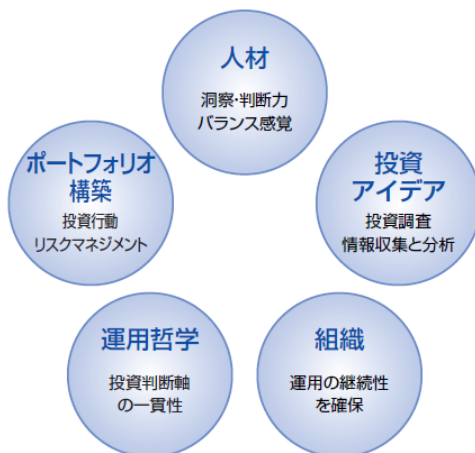 人材
洞察・判断力
バランス感覚
ポートフォリオ
構築
投資行動
リスクマネジメント
投資
アイデア
投資調査
情報収集と分析
運用哲学
投資判断軸
の一貫性
組織
運用の継続性
を確保